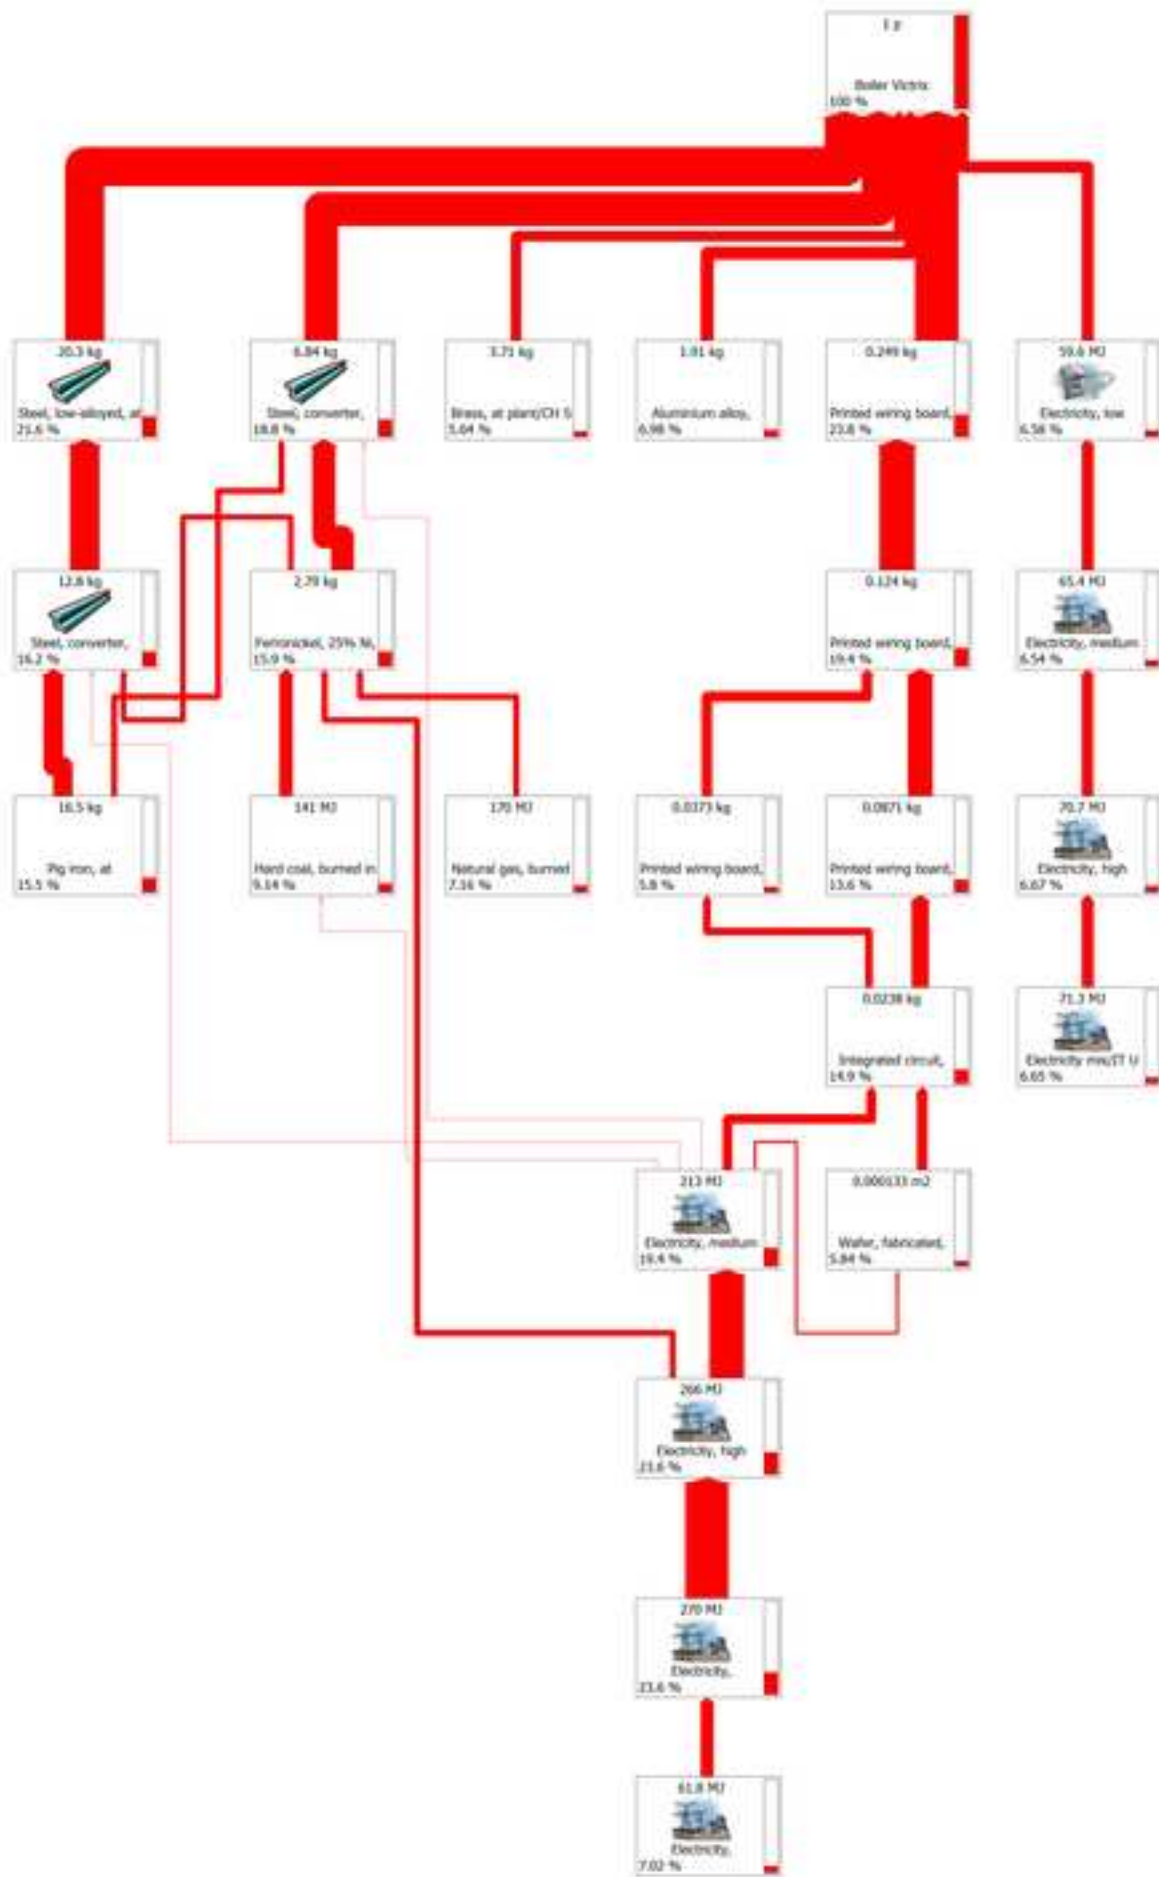 1 p
Boiler Victrix
100 %
20.3 kg
Steel, low-alloyed, at
21.6 %
6.84 kg
Steel, converter,
18.8 %
3.71 kg
Brass, at plant/CH S
5.04 %
1.91 kg
Aluminium alloy,
6.98 %
0.249 kg
Printed wiring board,
23.8 %
59.6 MJ
Electricity, low
6.58 %
12.8 kg
Steel, converter,
16.2 %
2.79 kg
Ferronickel, 25% Ni,
15.9 %
0.124 kg
Printed wiring board,
19.4 %
65.4 MJ
Electricity, medium
6.54 %
16.5 kg
Pig iron, at
15.5 %
141 MJ
Hard coal, burned in
9.14 %
170 MJ
Natural gas, burned
7.16 %
0.0373 kg
Printed wiring board,
5.8 %
0.0871 kg
Printed wiring board,
13.6 %
70.7 MJ
Electricity, high
6.67 %
0.0238 kg
Integrated circuit,
14.9 %
71.3 MJ
Electricity mix/IT U
6.65 %
213 MJ
Electricity, medium
19.4 %
0.000133 m2
Wafer, fabricated,
5.84 %
266 MJ
Electricity, high
23.6 %
270 MJ
Electricity,
23.6 %
61.8 MJ
Electricity,
7.02 %